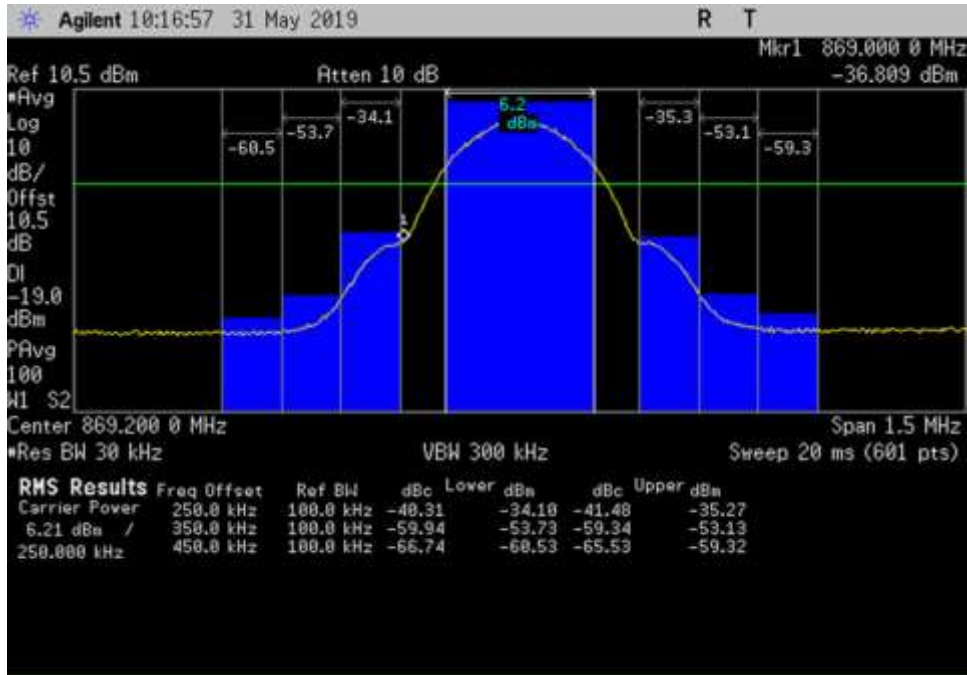 Agilent 10:16:57 31 May 2019 R T
Mkr1 869.000 0 MHz
Ref 10.5 dBm Atten 10 dB -36.809 dBm
*Avg
Log
10
dB/
Offst
10.5
dB
DI
-19.0
dBm
PAvg
100
W1 S2
-60.5
-53.7
-34.1
6.2
dBm
-35.3
-53.1
-59.3
1
Center 869.200 0 MHz Span 1.5 MHz
*Res BW 30 kHz VBW 300 kHz Sweep 20 ms (601 pts)
RMS Results Freq Offset Ref BW dBc Lower dBm dBc Upper dBm
Carrier Power 250.0 kHz 100.0 kHz -40.31 -34.10 -41.48 -35.27
6.21 dBm / 350.0 kHz 100.0 kHz -59.94 -53.73 -59.34 -53.13
250.000 kHz 450.0 kHz 100.0 kHz -66.74 -60.53 -65.53 -59.32